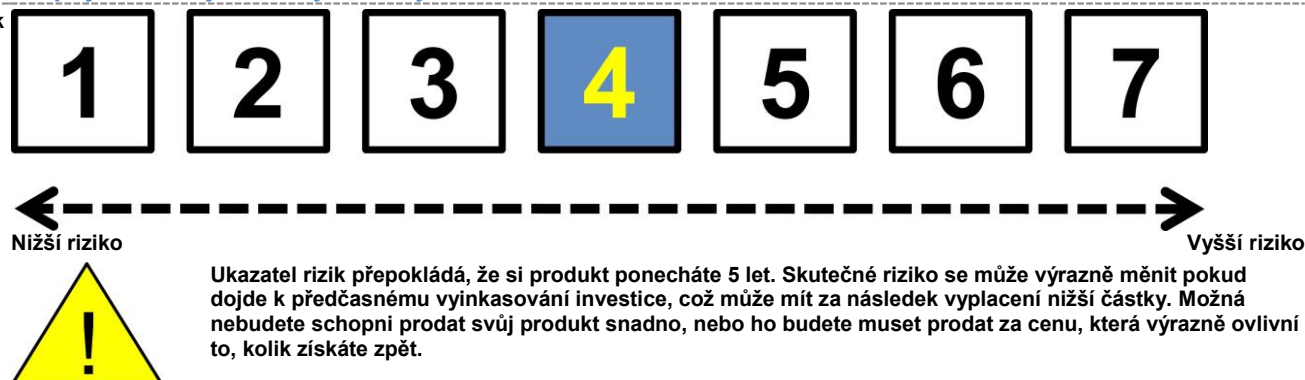 1 2 3 4 5 6 7
Nižší riziko Vyšší riziko
Ukazatel rizik přepokládá, že si produkt ponecháte 5 let. Skutečné riziko se může výrazně měnit pokud
dojde k předčasnému vyinkasování investice, což může mít za následek vyplacení nižší částky. Možná
nebudete schopni prodat svůj produkt snadno, nebo ho budete muset prodat za cenu, která výrazně ovlivní
to, kolik získáte zpět.
!